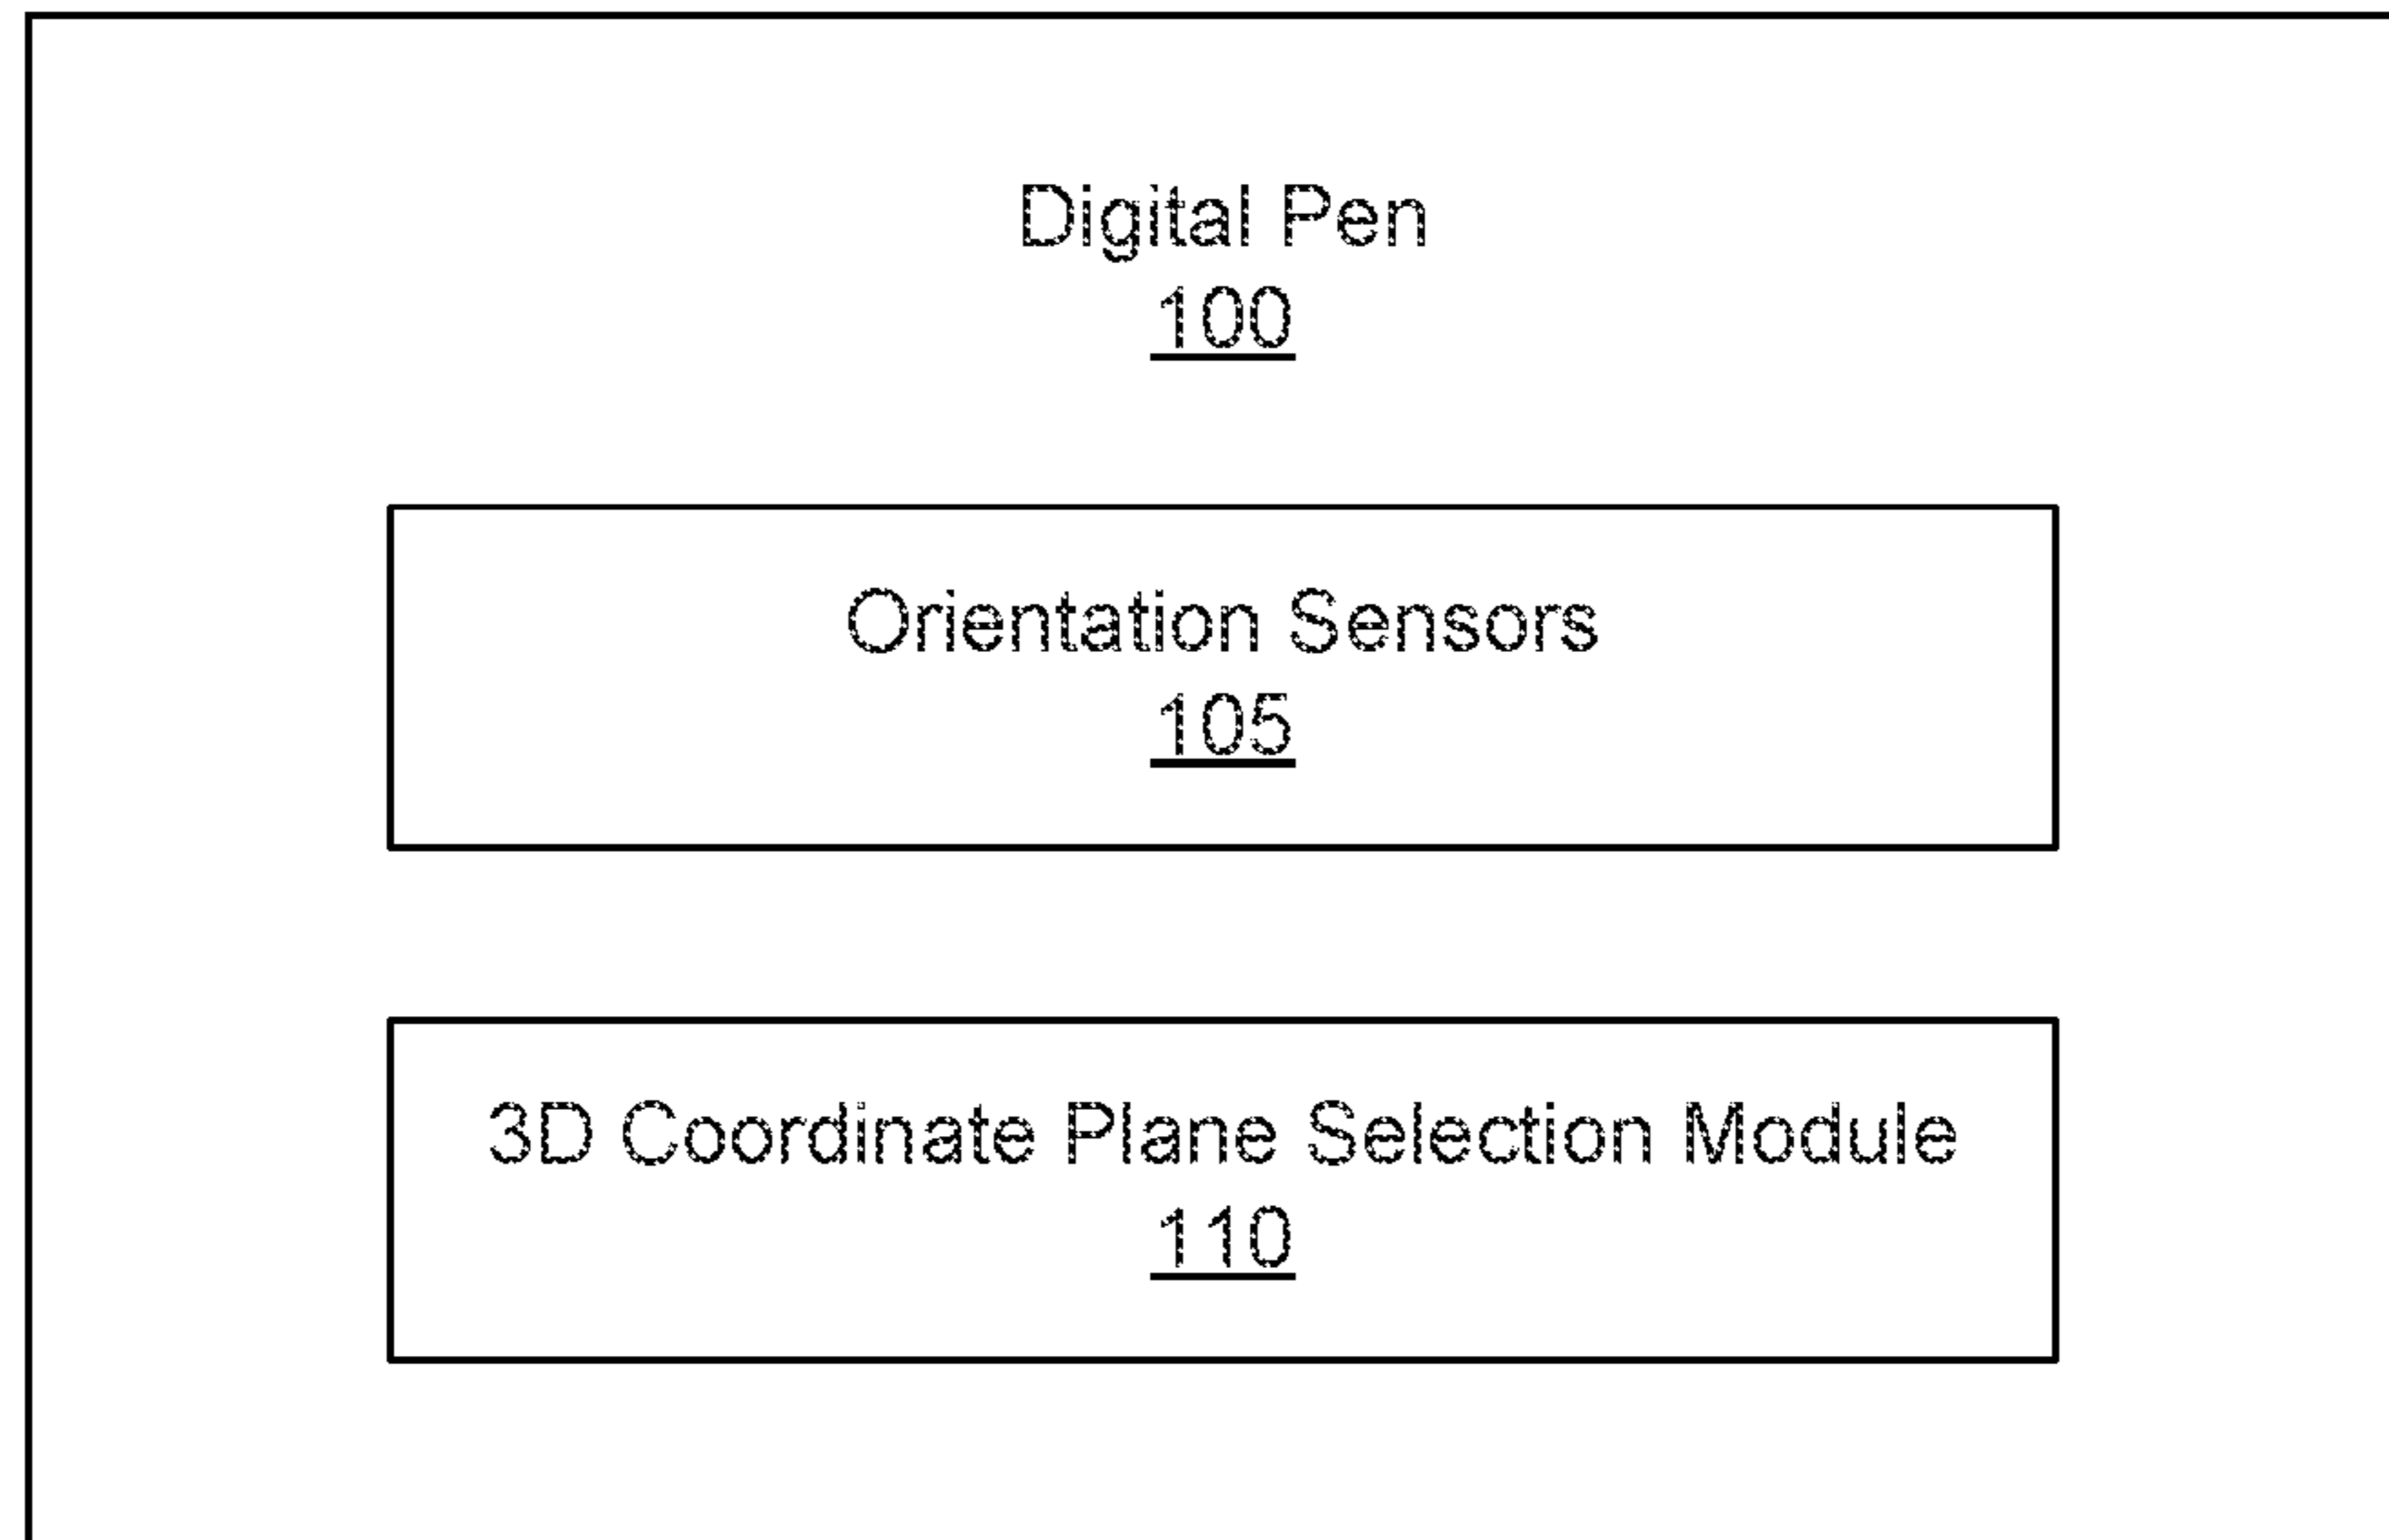 Digital Pen
100
Orientation Sensors
105
3D Coordinate Plane Selection Module
110